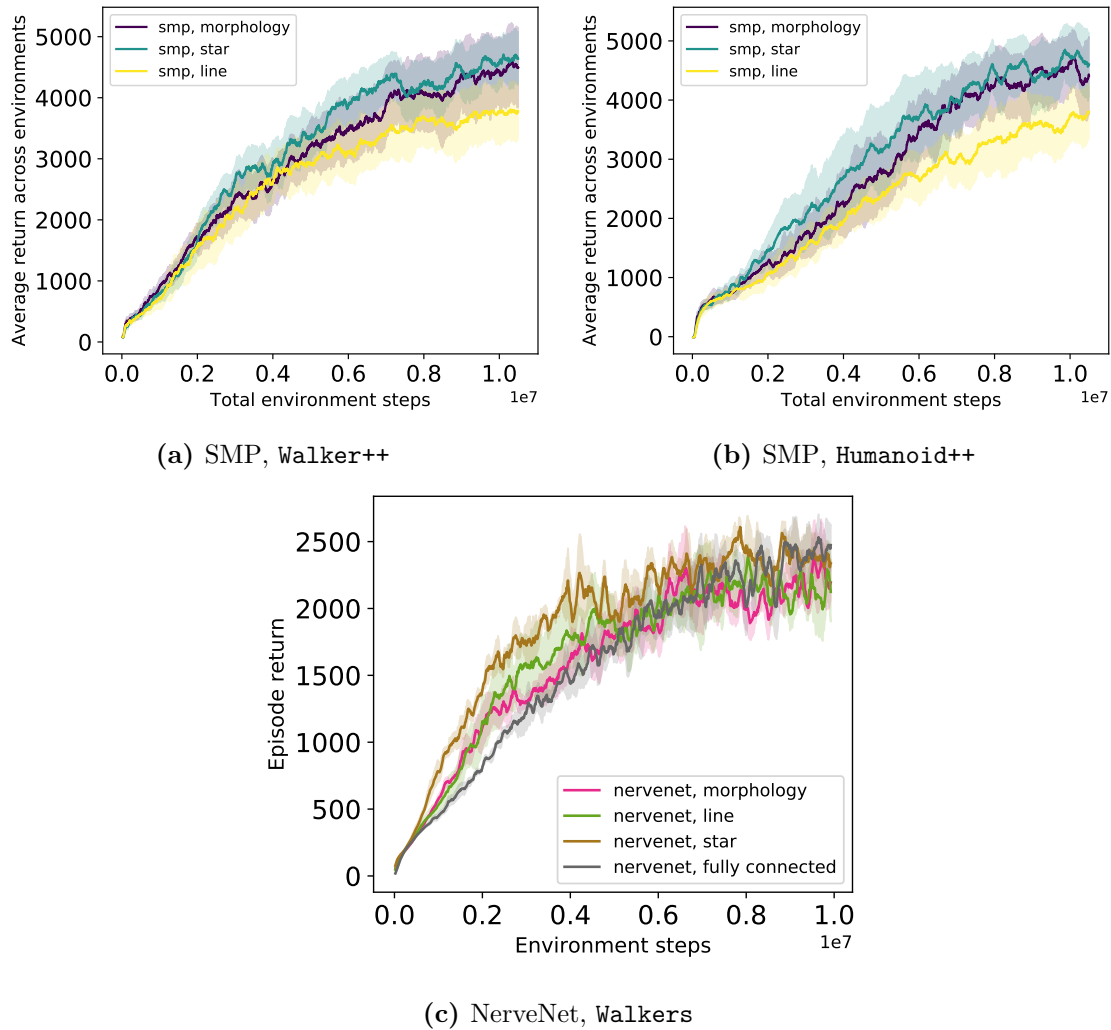 Average return across environments
5000
4000
3000
2000
1000
0
smp, morphology
smp, star
smp, line
0.0 0.2 0.4 0.6 0.8 1.0
1e7
Total environment steps
(a) SMP, Walker++
Average return across environments
5000
4000
3000
2000
1000
0
smp, morphology
smp, star
smp, line
0.0 0.2 0.4 0.6 0.8 1.0
1e7
Total environment steps
(b) SMP, Humanoid++
Episode return
2500
2000
1500
1000
500
0
nervenet, morphology
nervenet, line
nervenet, star
nervenet, fully connected
0.0 0.2 0.4 0.6 0.8 1.0
1e7
Environment steps
(c) NerveNet, Walkers